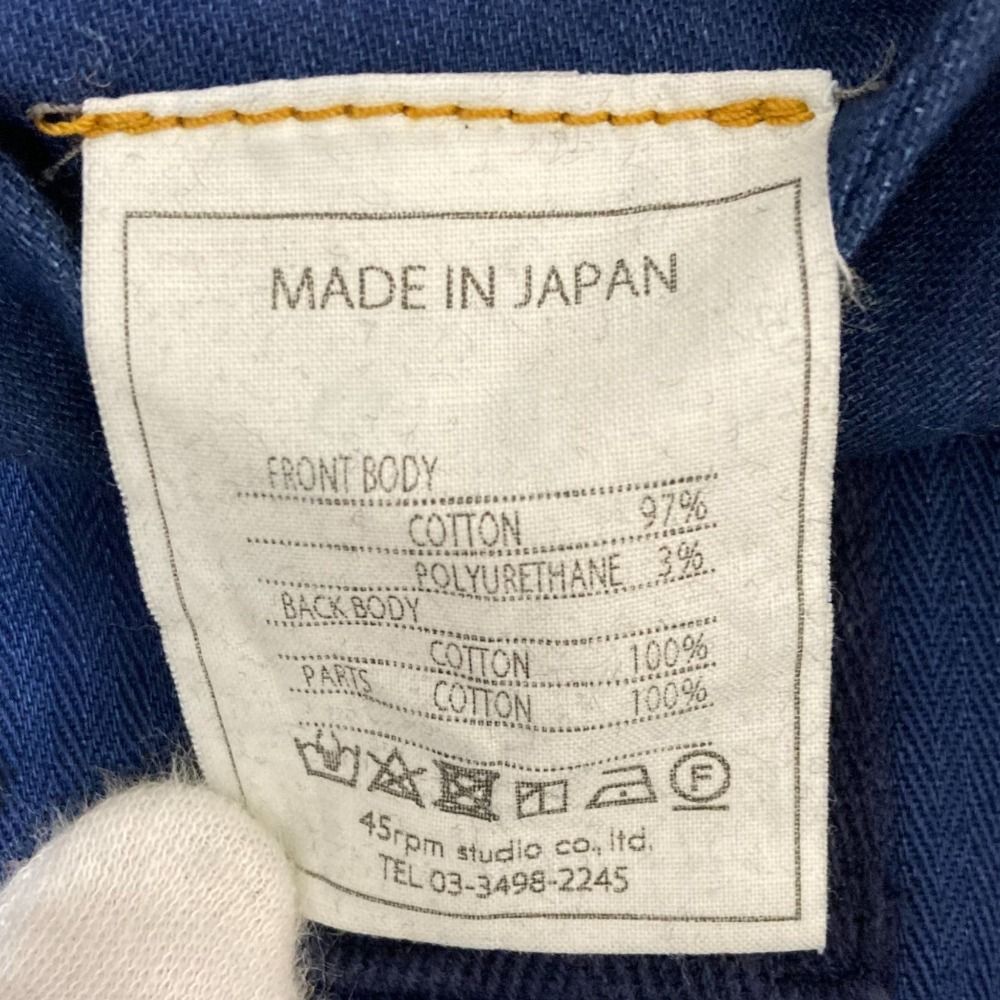 MADE IN JAPAN
FRONT BODY
COTTON 97%
POLYURETHANE 3%
BACK BODY
COTTON 100%
PARTS COTTON 100%
F
45rpm studio co., ltd.
TEL 03-3498-2245